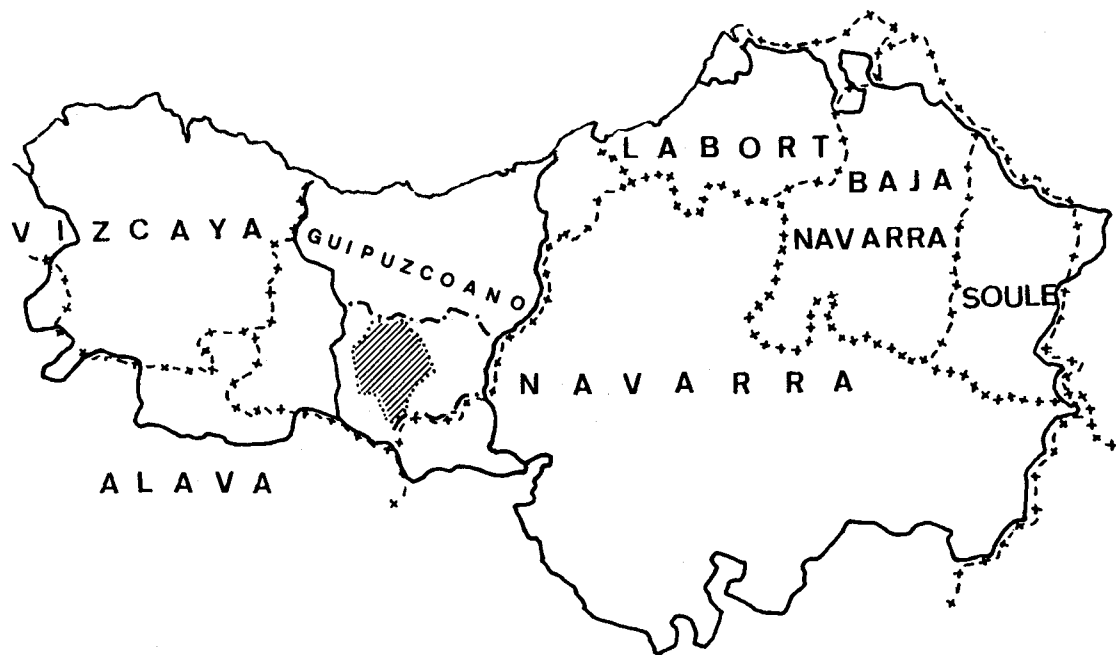 LABORT
BAJA
NAVARRA
VIZCAYA
GUIPUZCOANO
SOULE
NAVARRA
ALAVA